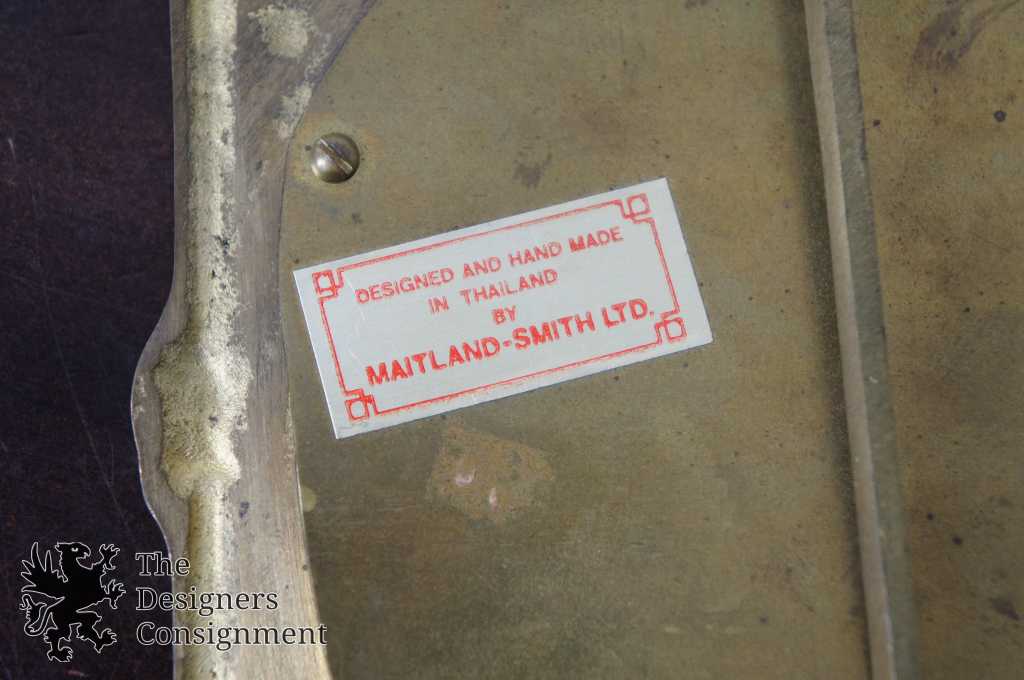 DESIGNED AND HAND MADE
IN THAILAND
BY
MAITLAND-SMITH LTD.
The
Designers
Consignment